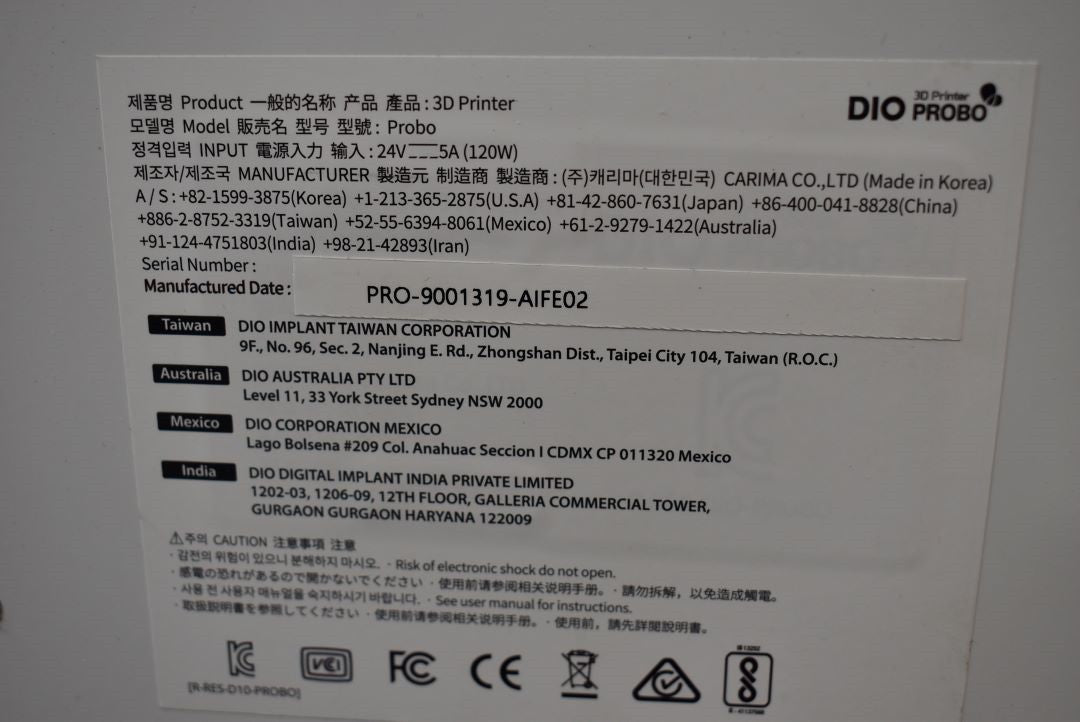 제품명 Product 一般的名称 产品 產品 : 3D Printer
3D Printer
DIO PROBO
모델명 Model 販売名 型号 型號 : Probo
정격입력 INPUT 電源入力 输入 : 24V⎓5A (120W)
제조자/제조국 MANUFACTURER 製造元 制造商 製造商 : (주)캐리마(대한민국) CARIMA CO.,LTD (Made in Korea)
A / S : +82-1599-3875(Korea) +1-213-365-2875(U.S.A) +81-42-860-7631(Japan) +86-400-041-8828(China)
+886-2-8752-3319(Taiwan) +52-55-6394-8061(Mexico) +61-2-9279-1422(Australia)
+91-124-4751803(India) +98-21-42893(Iran)
Serial Number :
Manufactured Date :
PRO-9001319-AIFE02
Taiwan DIO IMPLANT TAIWAN CORPORATION
9F., No. 96, Sec. 2, Nanjing E. Rd., Zhongshan Dist., Taipei City 104, Taiwan (R.O.C.)
Australia DIO AUSTRALIA PTY LTD
Level 11, 33 York Street Sydney NSW 2000
Mexico DIO CORPORATION MEXICO
Lago Bolsena #209 Col. Anahuac Seccion I CDMX CP 011320 Mexico
India DIO DIGITAL IMPLANT INDIA PRIVATE LIMITED
1202-03, 1206-09, 12TH FLOOR, GALLERIA COMMERCIAL TOWER,
GURGAON GURGAON HARYANA 122009
⚠주의 CAUTION 注意事項 注意
· 감전의 위험이 있으니 분해하지 마시오. · Risk of electronic shock do not open.
· 感電の恐れがあるので開かないでください · 使用前请参阅相关说明手册。 · 請勿拆解，以免造成觸電。
· 사용 전 사용자 메뉴얼을 숙지하시기 바랍니다. · See user manual for instructions.
· 取扱説明書を参照してください · 使用前请参阅相关说明手册。 · 使用前，請先詳閱說明書。
KC VCI FC CE
[R-RES-D10-PROBO]